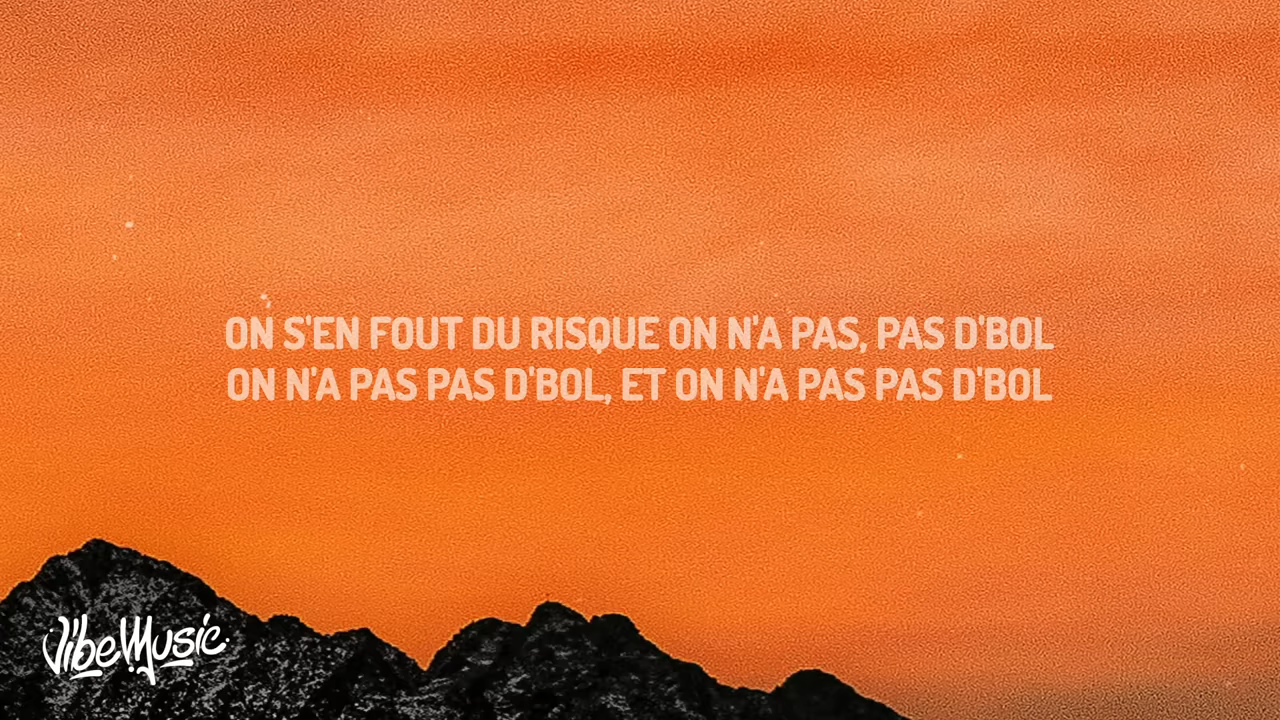 ON S'EN FOUT DU RISQUE ON N'A PAS, PAS D'BOL
ON N'A PAS PAS D'BOL, ET ON N'A PAS PAS D'BOL
VibeMusic